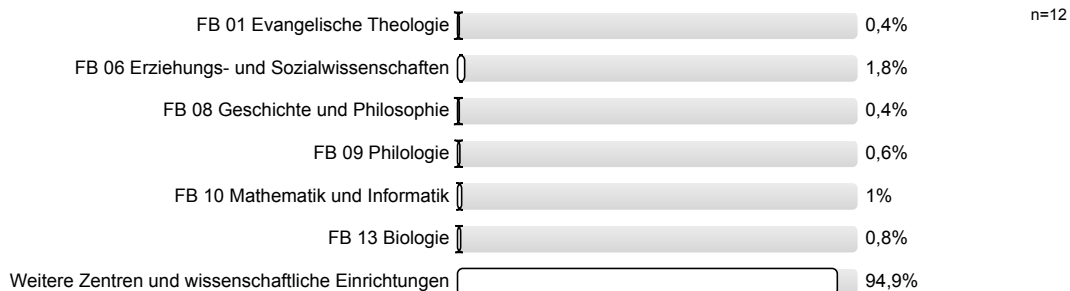 FB 01 Evangelische Theologie 0,4% n=12
FB 06 Erziehungs- und Sozialwissenschaften 1,8%
FB 08 Geschichte und Philosophie 0,4%
FB 09 Philologie 0,6%
FB 10 Mathematik und Informatik 1%
FB 13 Biologie 0,8%
Weitere Zentren und wissenschaftliche Einrichtungen 94,9%